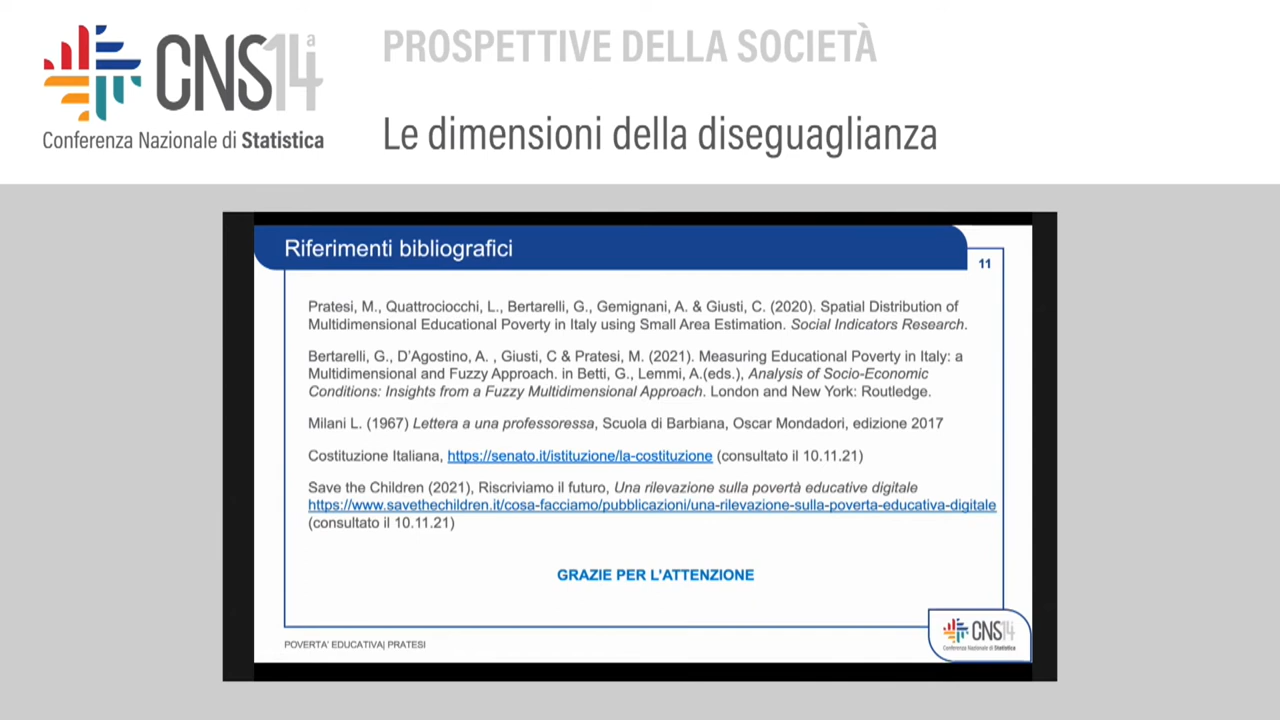 CNS14ª
Conferenza Nazionale di Statistica
PROSPETTIVE DELLA SOCIETÀ
Le dimensioni della diseguaglianza
Riferimenti bibliografici
11
Pratesi, M., Quattrociocchi, L., Bertarelli, G., Gemignani, A. & Giusti, C. (2020). Spatial Distribution of
Multidimensional Educational Poverty in Italy using Small Area Estimation. Social Indicators Research.
Bertarelli, G., D'Agostino, A. , Giusti, C & Pratesi, M. (2021). Measuring Educational Poverty in Italy: a
Multidimensional and Fuzzy Approach. in Betti, G., Lemmi, A.(eds.), Analysis of Socio-Economic
Conditions: Insights from a Fuzzy Multidimensional Approach. London and New York: Routledge.
Milani L. (1967) Lettera a una professoressa, Scuola di Barbiana, Oscar Mondadori, edizione 2017
Costituzione Italiana, https://senato.it/istituzione/la-costituzione (consultato il 10.11.21)
Save the Children (2021), Riscriviamo il futuro, Una rilevazione sulla povertà educative digitale
https://www.savethechildren.it/cosa-facciamo/pubblicazioni/una-rilevazione-sulla-poverta-educativa-digitale
(consultato il 10.11.21)
GRAZIE PER L'ATTENZIONE
POVERTA' EDUCATIVA| PRATESI
CNS14
Conferenza Nazionale di Statistica